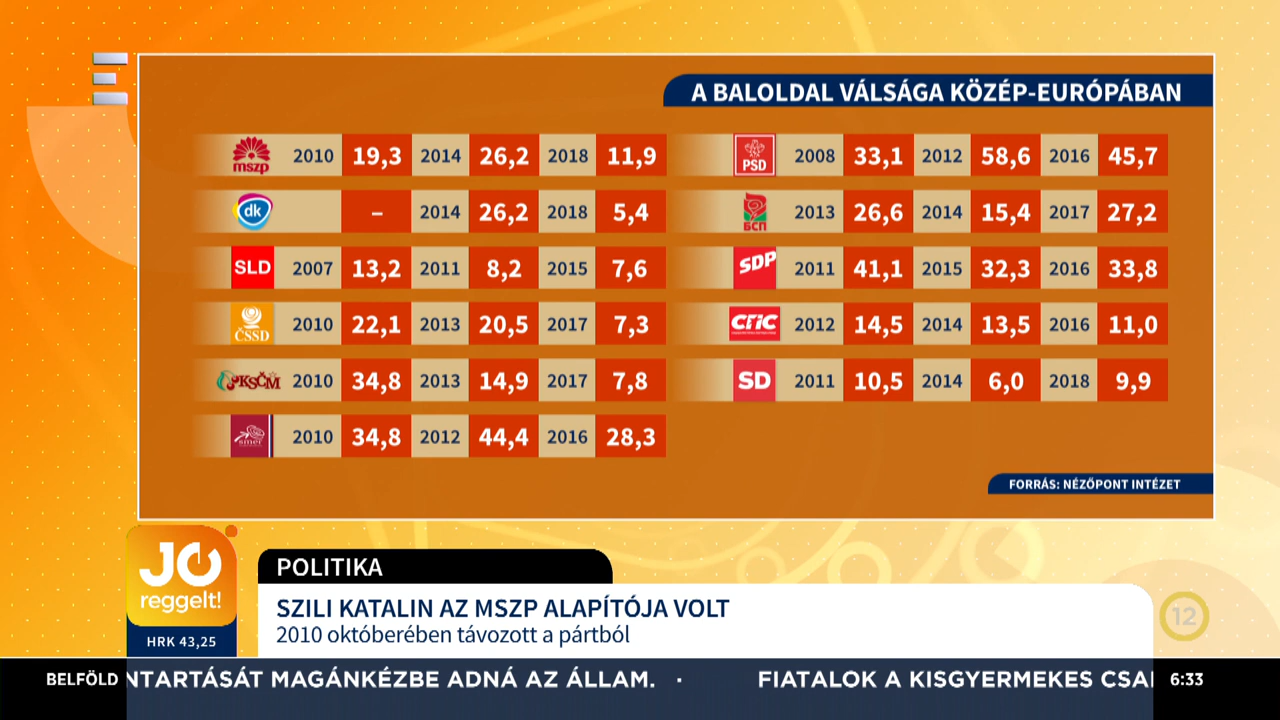 A BALOLDAL VÁLSÁGA KÖZÉP-EURÓPÁBAN
mszp 2010 19,3 2014 26,2 2018 11,9
dk – 2014 26,2 2018 5,4
SLD 2007 13,2 2011 8,2 2015 7,6
ČSSD 2010 22,1 2013 20,5 2017 7,3
KSČM 2010 34,8 2013 14,9 2017 7,8
smer 2010 34,8 2012 44,4 2016 28,3
PSD 2008 33,1 2012 58,6 2016 45,7
БСП 2013 26,6 2014 15,4 2017 27,2
SDP 2011 41,1 2015 32,3 2016 33,8
СПС 2012 14,5 2014 13,5 2016 11,0
SD 2011 10,5 2014 6,0 2018 9,9
FORRÁS: NÉZŐPONT INTÉZET
JÓ
reggelt!
HRK 43,25
POLITIKA
SZILI KATALIN AZ MSZP ALAPÍTÓJA VOLT
2010 októberében távozott a pártból
12
BELFÖLD NTARTÁSÁT MAGÁNKÉZBE ADNÁ AZ ÁLLAM. · FIATALOK A KISGYERMEKES CSAI 6:33